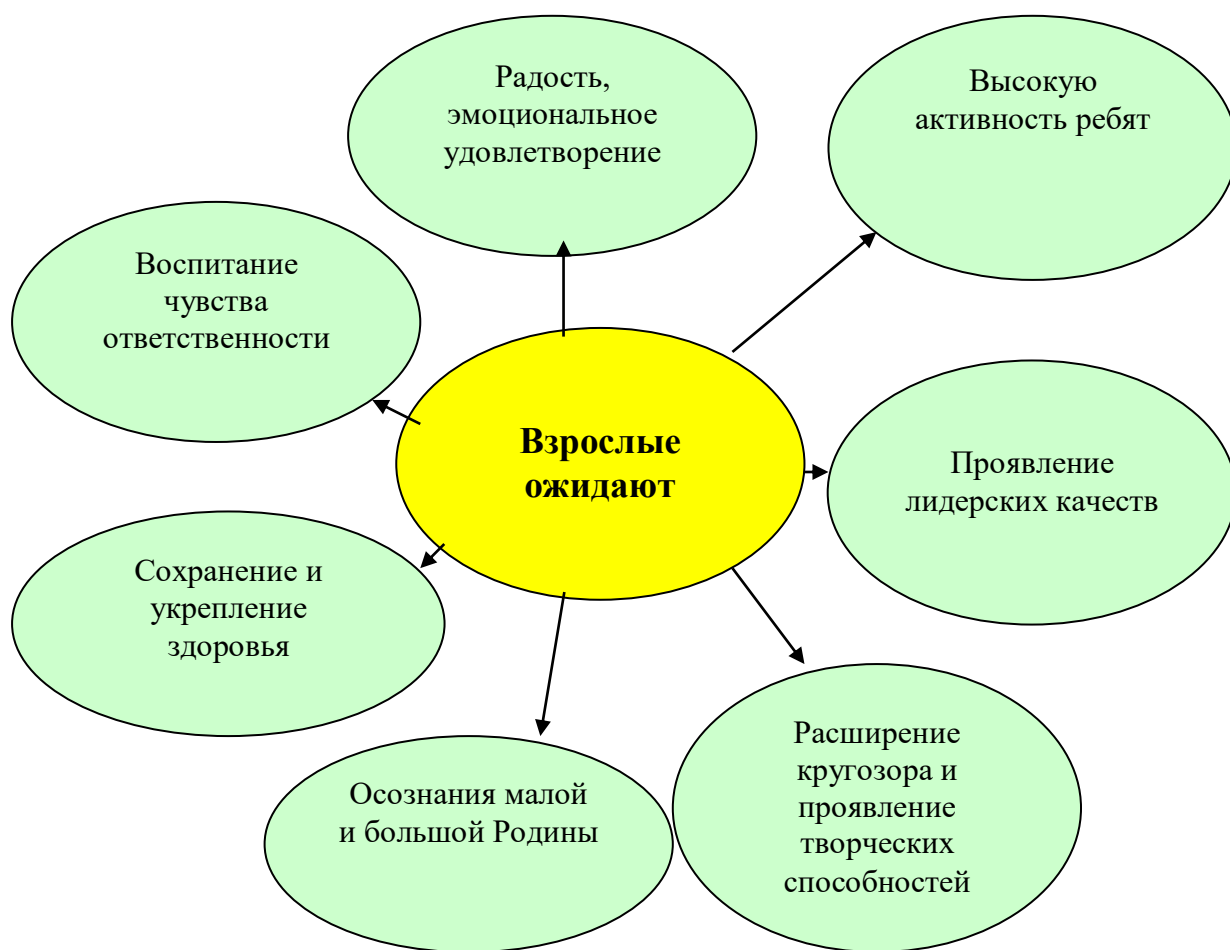 Радость,
эмоциональное
удовлетворение
Высокую
активность ребят
Воспитание
чувства
ответственности
Взрослые
ожидают
Проявление
лидерских качеств
Сохранение и
укрепление
здоровья
Расширение
кругозора и
проявление
творческих
способностей
Осознания малой
и большой Родины